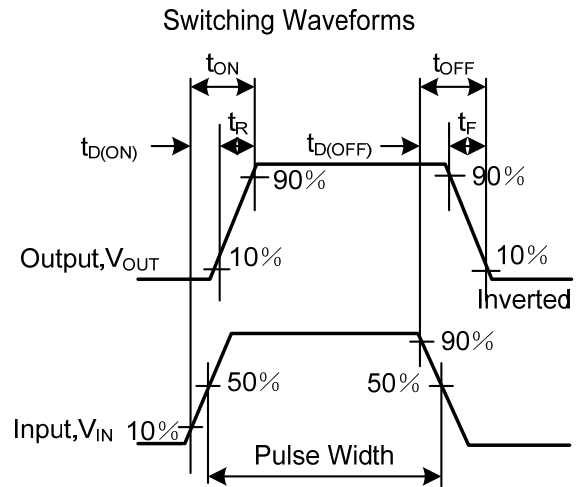 Switching Waveforms
tON tOFF
tR tF
tD(ON) tD(OFF)
90% 90%
Output,VOUT 10% 10%
Inverted
90%
50% 50%
Input,VIN 10%
Pulse Width